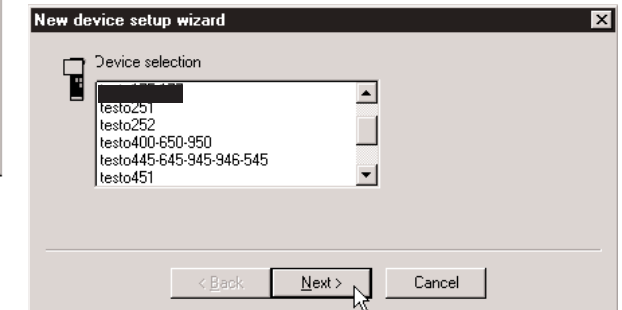 New device setup wizard
Device selection
testo251
testo252
testo400-650-950
testo445-645-945-946-545
testo451
< Back
Next >
Cancel